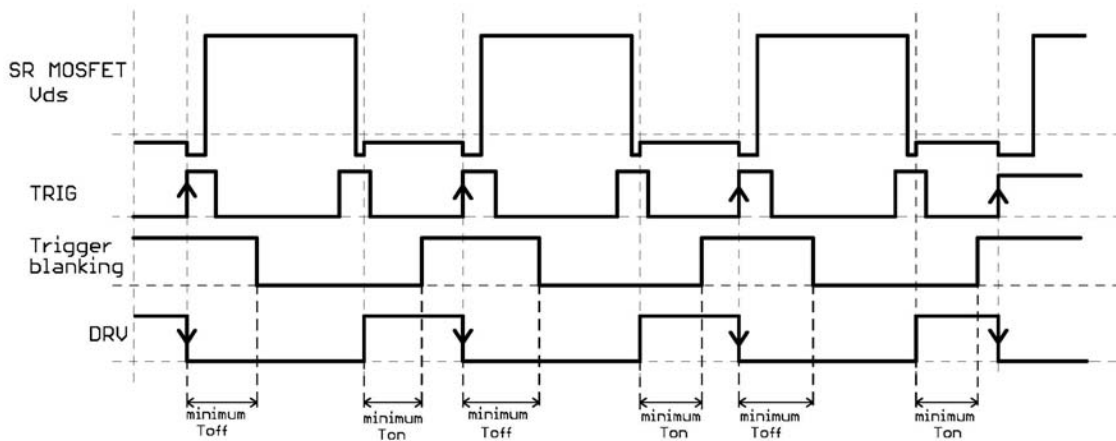 SR MOSFET
Vds
TRIG
Trigger
blanking
DRV
minimum
Toff
minimum
Ton
minimum
Toff
minimum
Ton
minimum
Toff
minimum
Ton